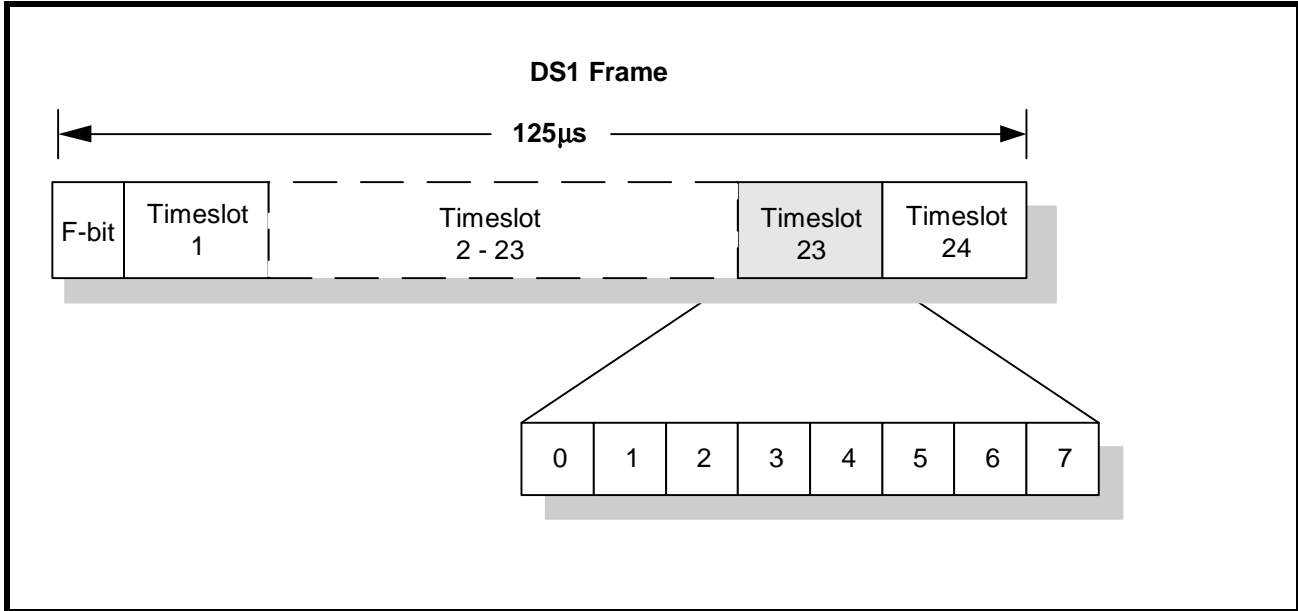 DS1 Frame
125μs
F-bit
Timeslot
1
Timeslot
2 - 23
Timeslot
23
Timeslot
24
0 1 2 3 4 5 6 7